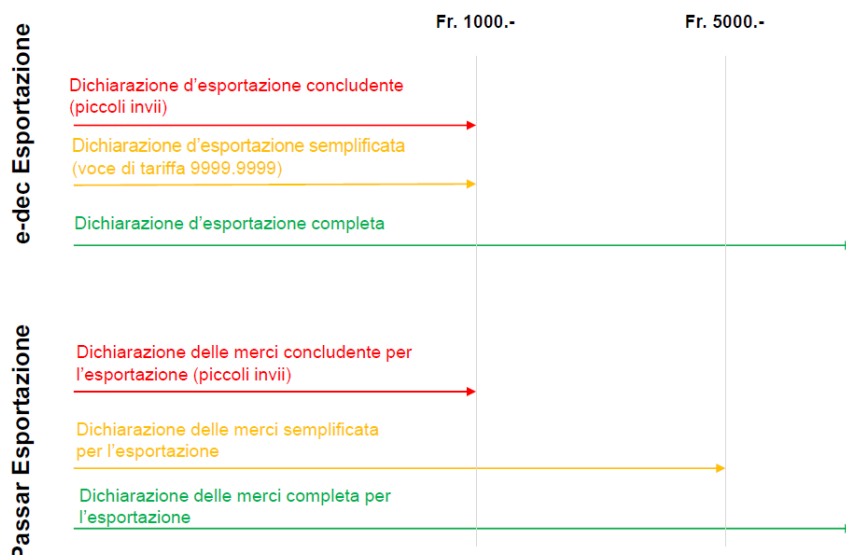 Fr. 1000.-
Fr. 5000.-
e-dec Esportazione
Dichiarazione d'esportazione concludente
(piccoli invii)
Dichiarazione d'esportazione semplificata
(voce di tariffa 9999.9999)
Dichiarazione d'esportazione completa
Passar Esportazione
Dichiarazione delle merci concludente per
l'esportazione (piccoli invii)
Dichiarazione delle merci semplificata
per l'esportazione
Dichiarazione delle merci completa per
l'esportazione